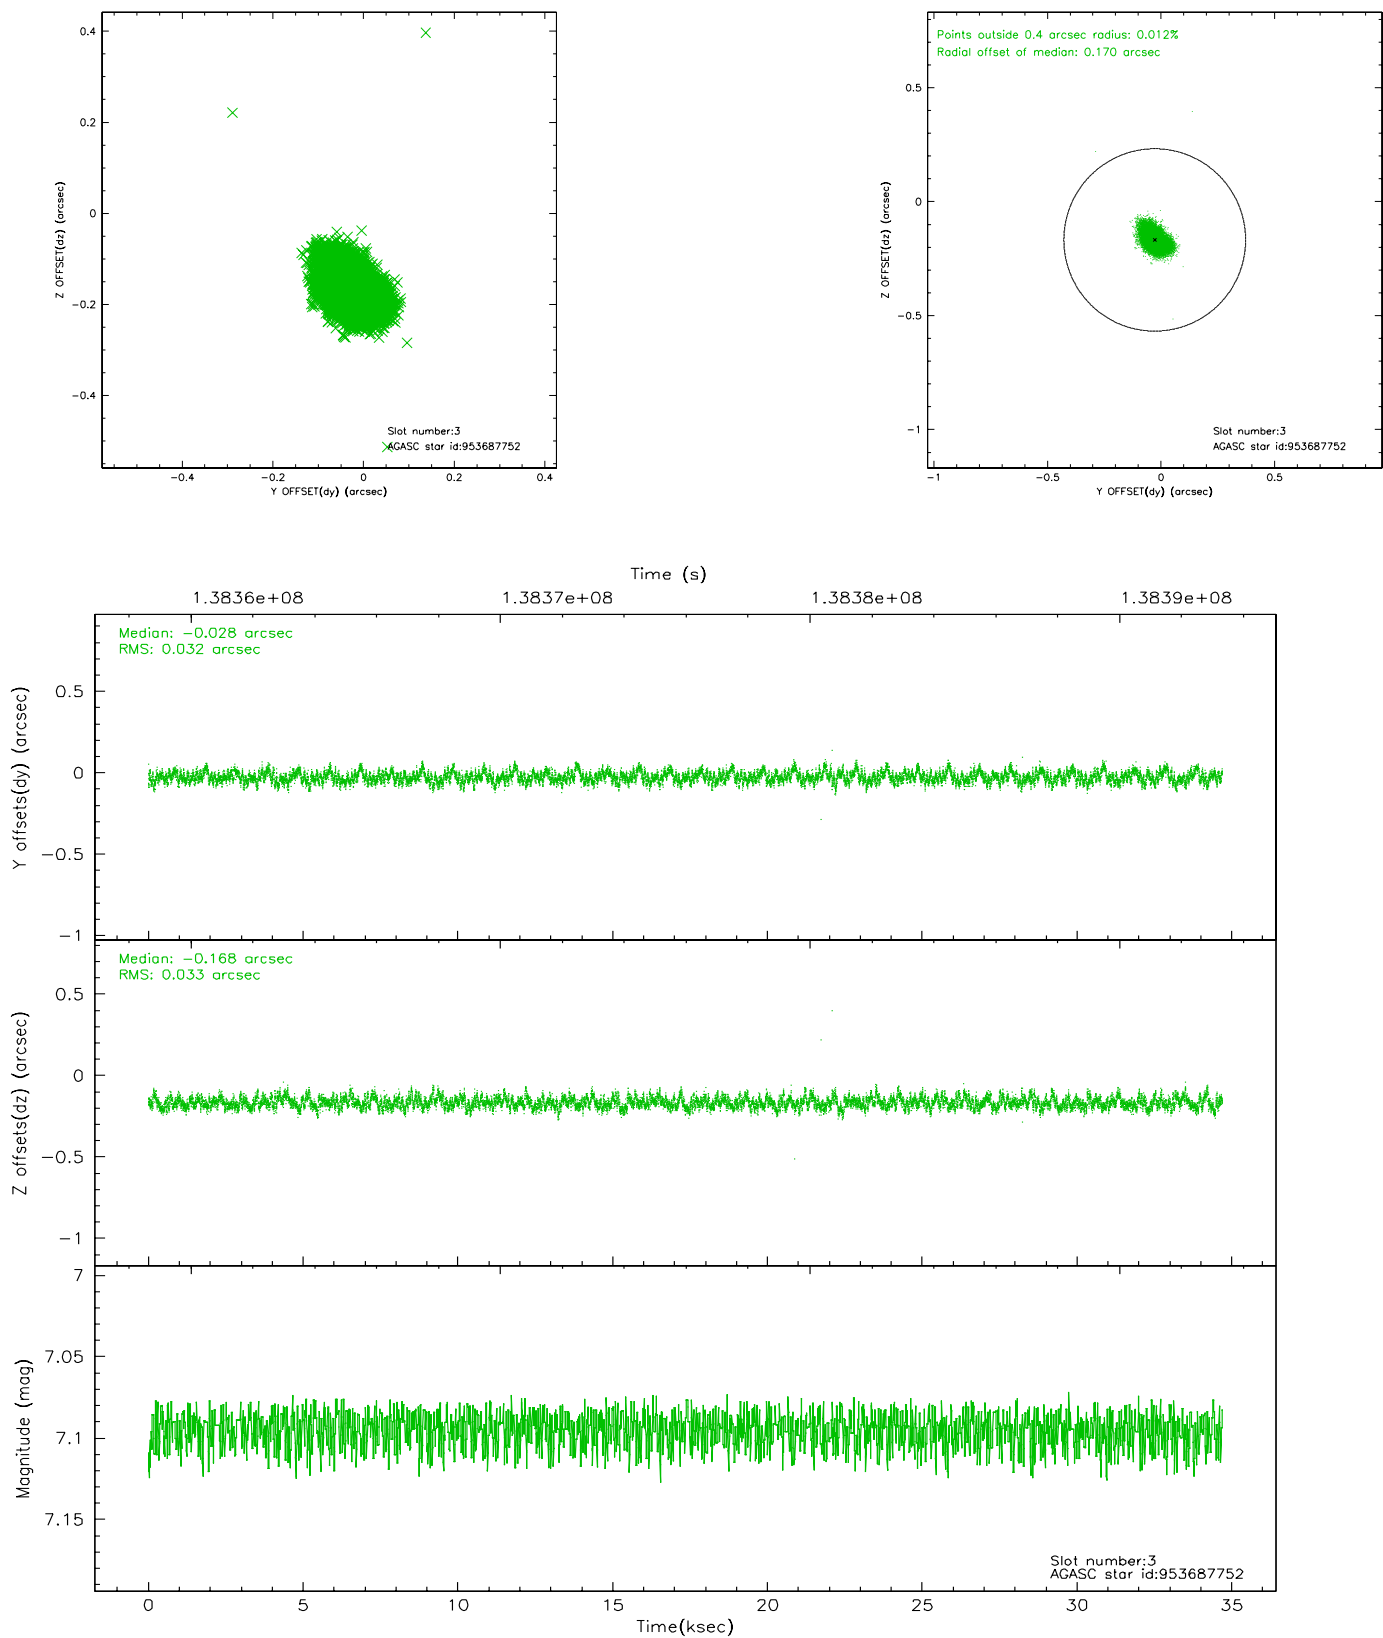 0.4
0.2
0
−0.2
−0.4
Z OFFSET(dz) (arcsec)
Slot number:3
AGASC star id:953687752
−0.4 −0.2 0 0.2 0.4
Y OFFSET(dy) (arcsec)
Points outside 0.4 arcsec radius: 0.012%
Radial offset of median: 0.170 arcsec
0.5
0
−0.5
−1
Z OFFSET(dz) (arcsec)
Slot number:3
AGASC star id:953687752
−1 −0.5 0 0.5
Y OFFSET(dy) (arcsec)
Time (s)
1.3836e+08 1.3837e+08 1.3838e+08 1.3839e+08
Median: −0.028 arcsec
RMS: 0.032 arcsec
0.5
0
−0.5
−1
Y offsets(dy) (arcsec)
Median: −0.168 arcsec
RMS: 0.033 arcsec
0.5
0
−0.5
−1
Z offsets(dz) (arcsec)
7
7.05
7.1
7.15
Magnitude (mag)
Slot number:3
AGASC star id:953687752
0 5 10 15 20 25 30 35
Time(ksec)